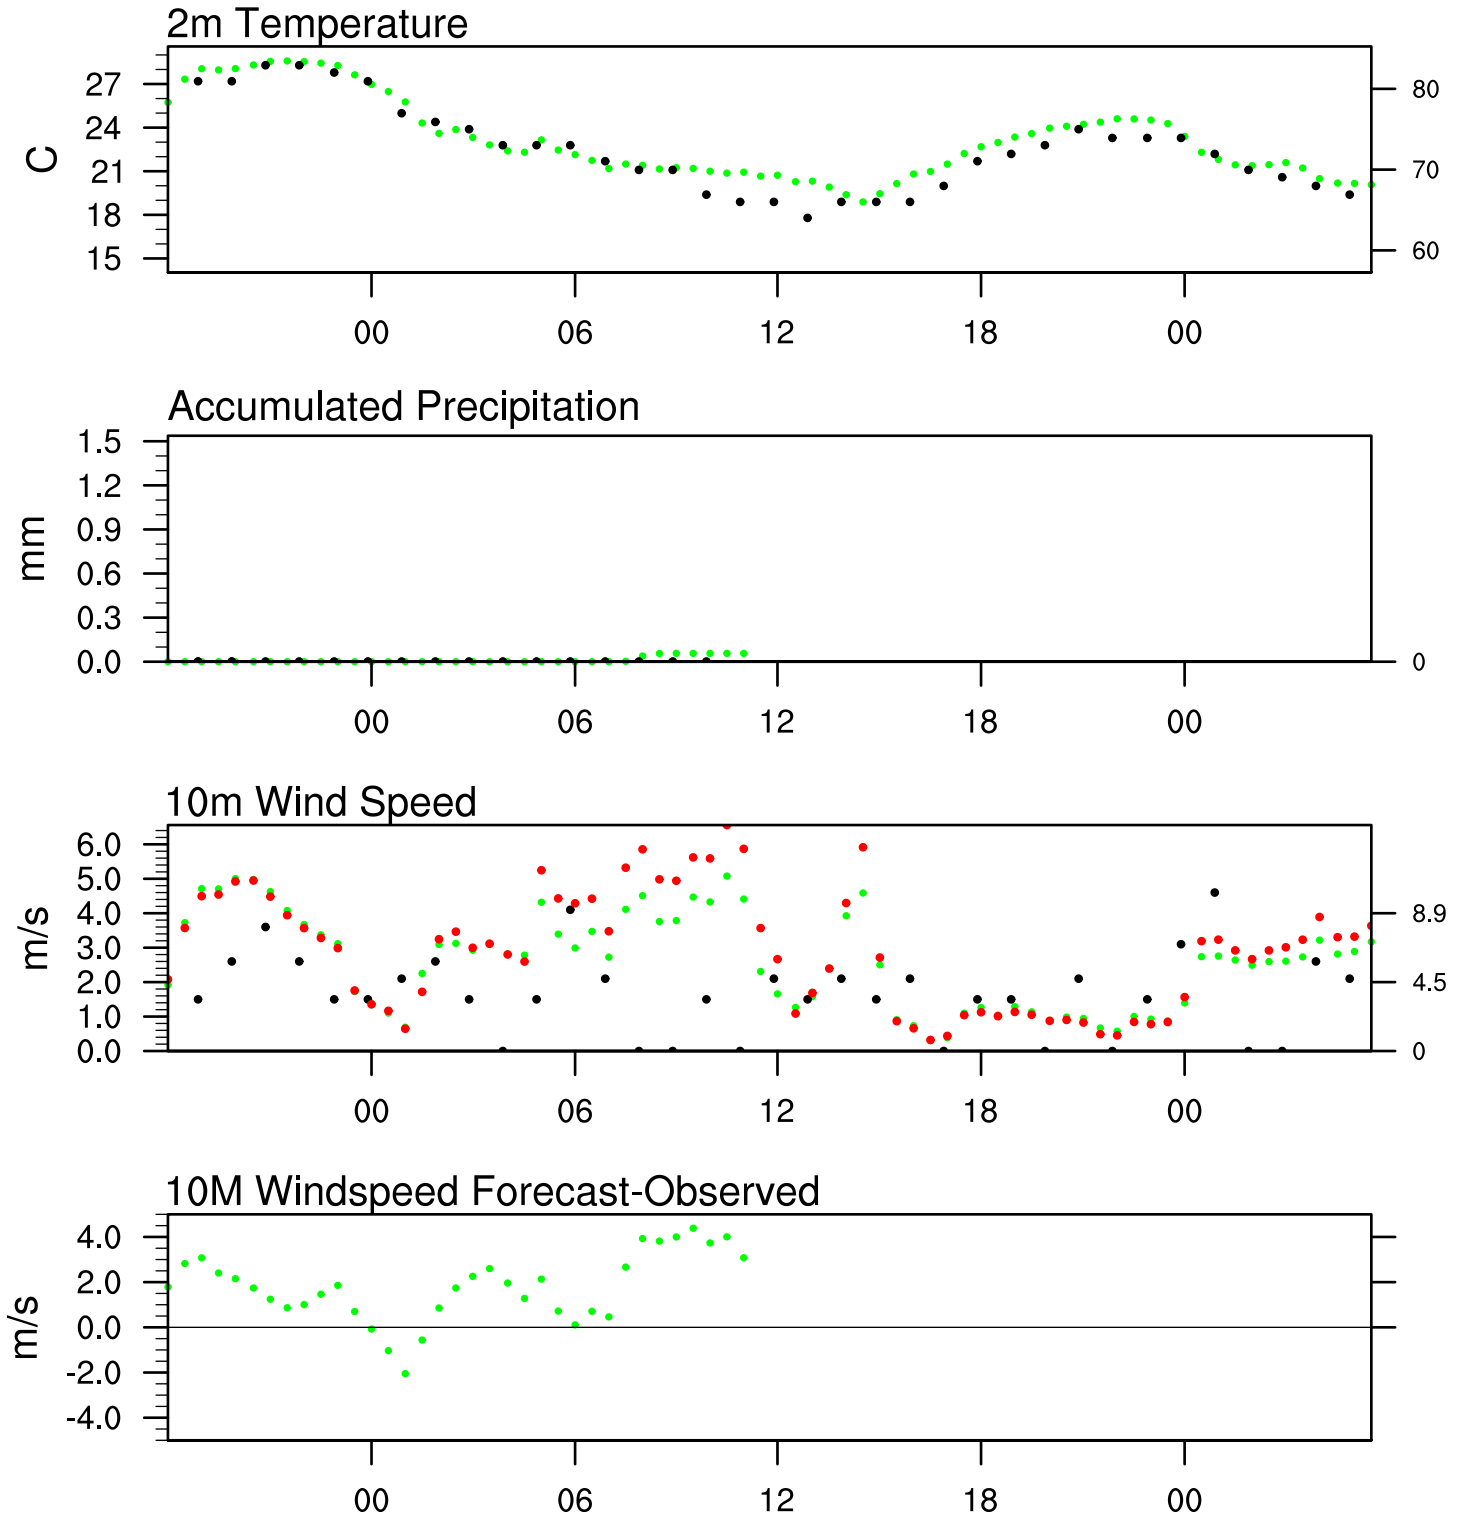 2m Temperature
27
24
21
18
15
C
80
70
60
00 06 12 18 00
Accumulated Precipitation
1.5
1.2
0.9
0.6
0.3
0.0
mm
0
00 06 12 18 00
10m Wind Speed
6.0
5.0
4.0
3.0
2.0
1.0
0.0
m/s
8.9
4.5
0
00 06 12 18 00
10M Windspeed Forecast-Observed
4.0
2.0
0.0
-2.0
-4.0
m/s
00 06 12 18 00